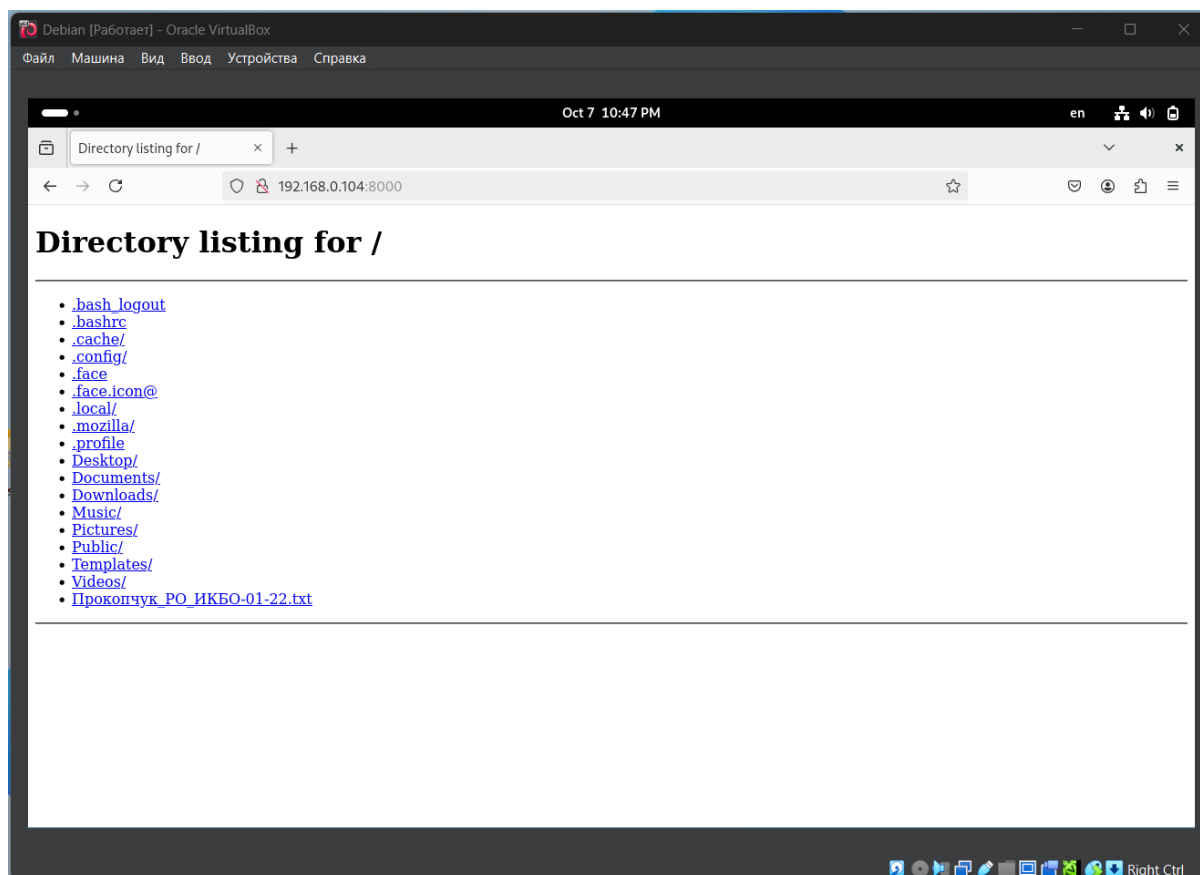 Debian [Работает] - Oracle VirtualBox
Файл Машина Вид Ввод Устройства Справка
Oct 7 10:47 PM en
Directory listing for /
192.168.0.104:8000
Directory listing for /
.bash_logout
.bashrc
.cache/
.config/
.face
.face.icon@
.local/
.mozilla/
.profile
Desktop/
Documents/
Downloads/
Music/
Pictures/
Public/
Templates/
Videos/
Прокопчук_РО_ИКБО-01-22.txt
Right Ctrl